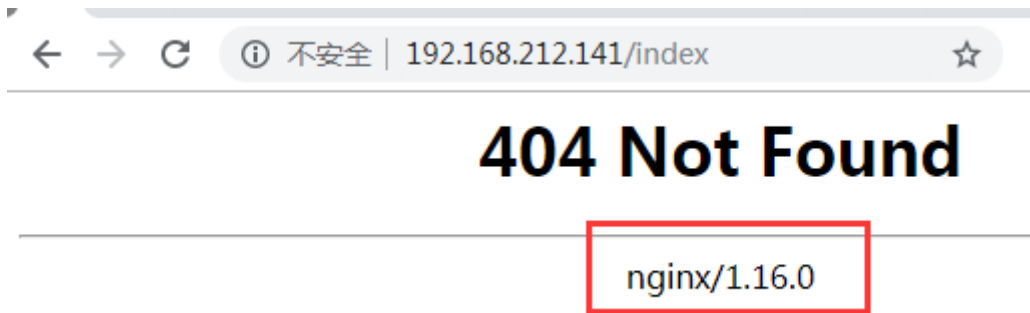 不安全 | 192.168.212.141/index
404 Not Found
nginx/1.16.0